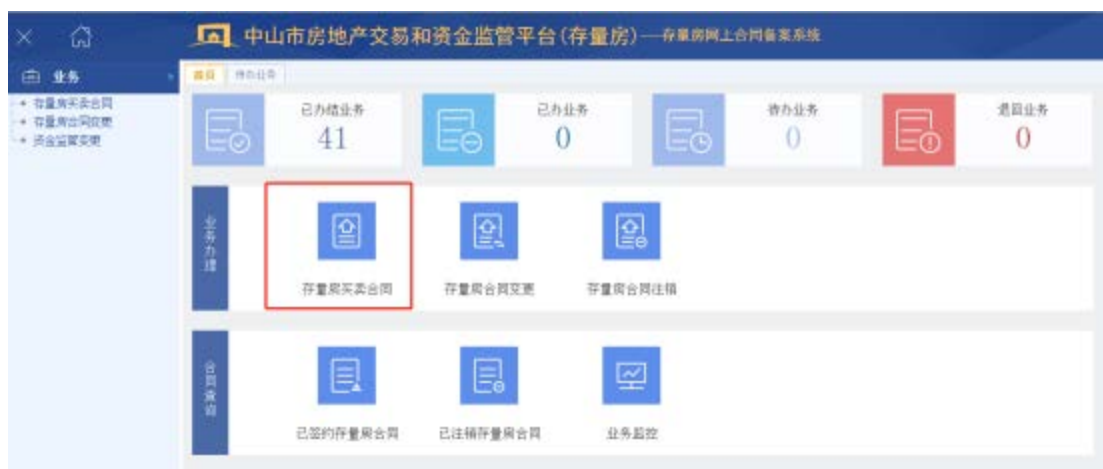 中山市房地产交易和资金监管平台(存量房)—存量房网上合同备案系统
业务
首页 待办业务
存量房买卖合同
存量房合同变更
资金监管变更
已办结业务
41
已办业务
0
待办业务
0
退回业务
0
业务办理
存量房买卖合同
存量房合同变更
存量房合同注销
合同查询
已签约存量房合同
已注销存量房合同
业务监控